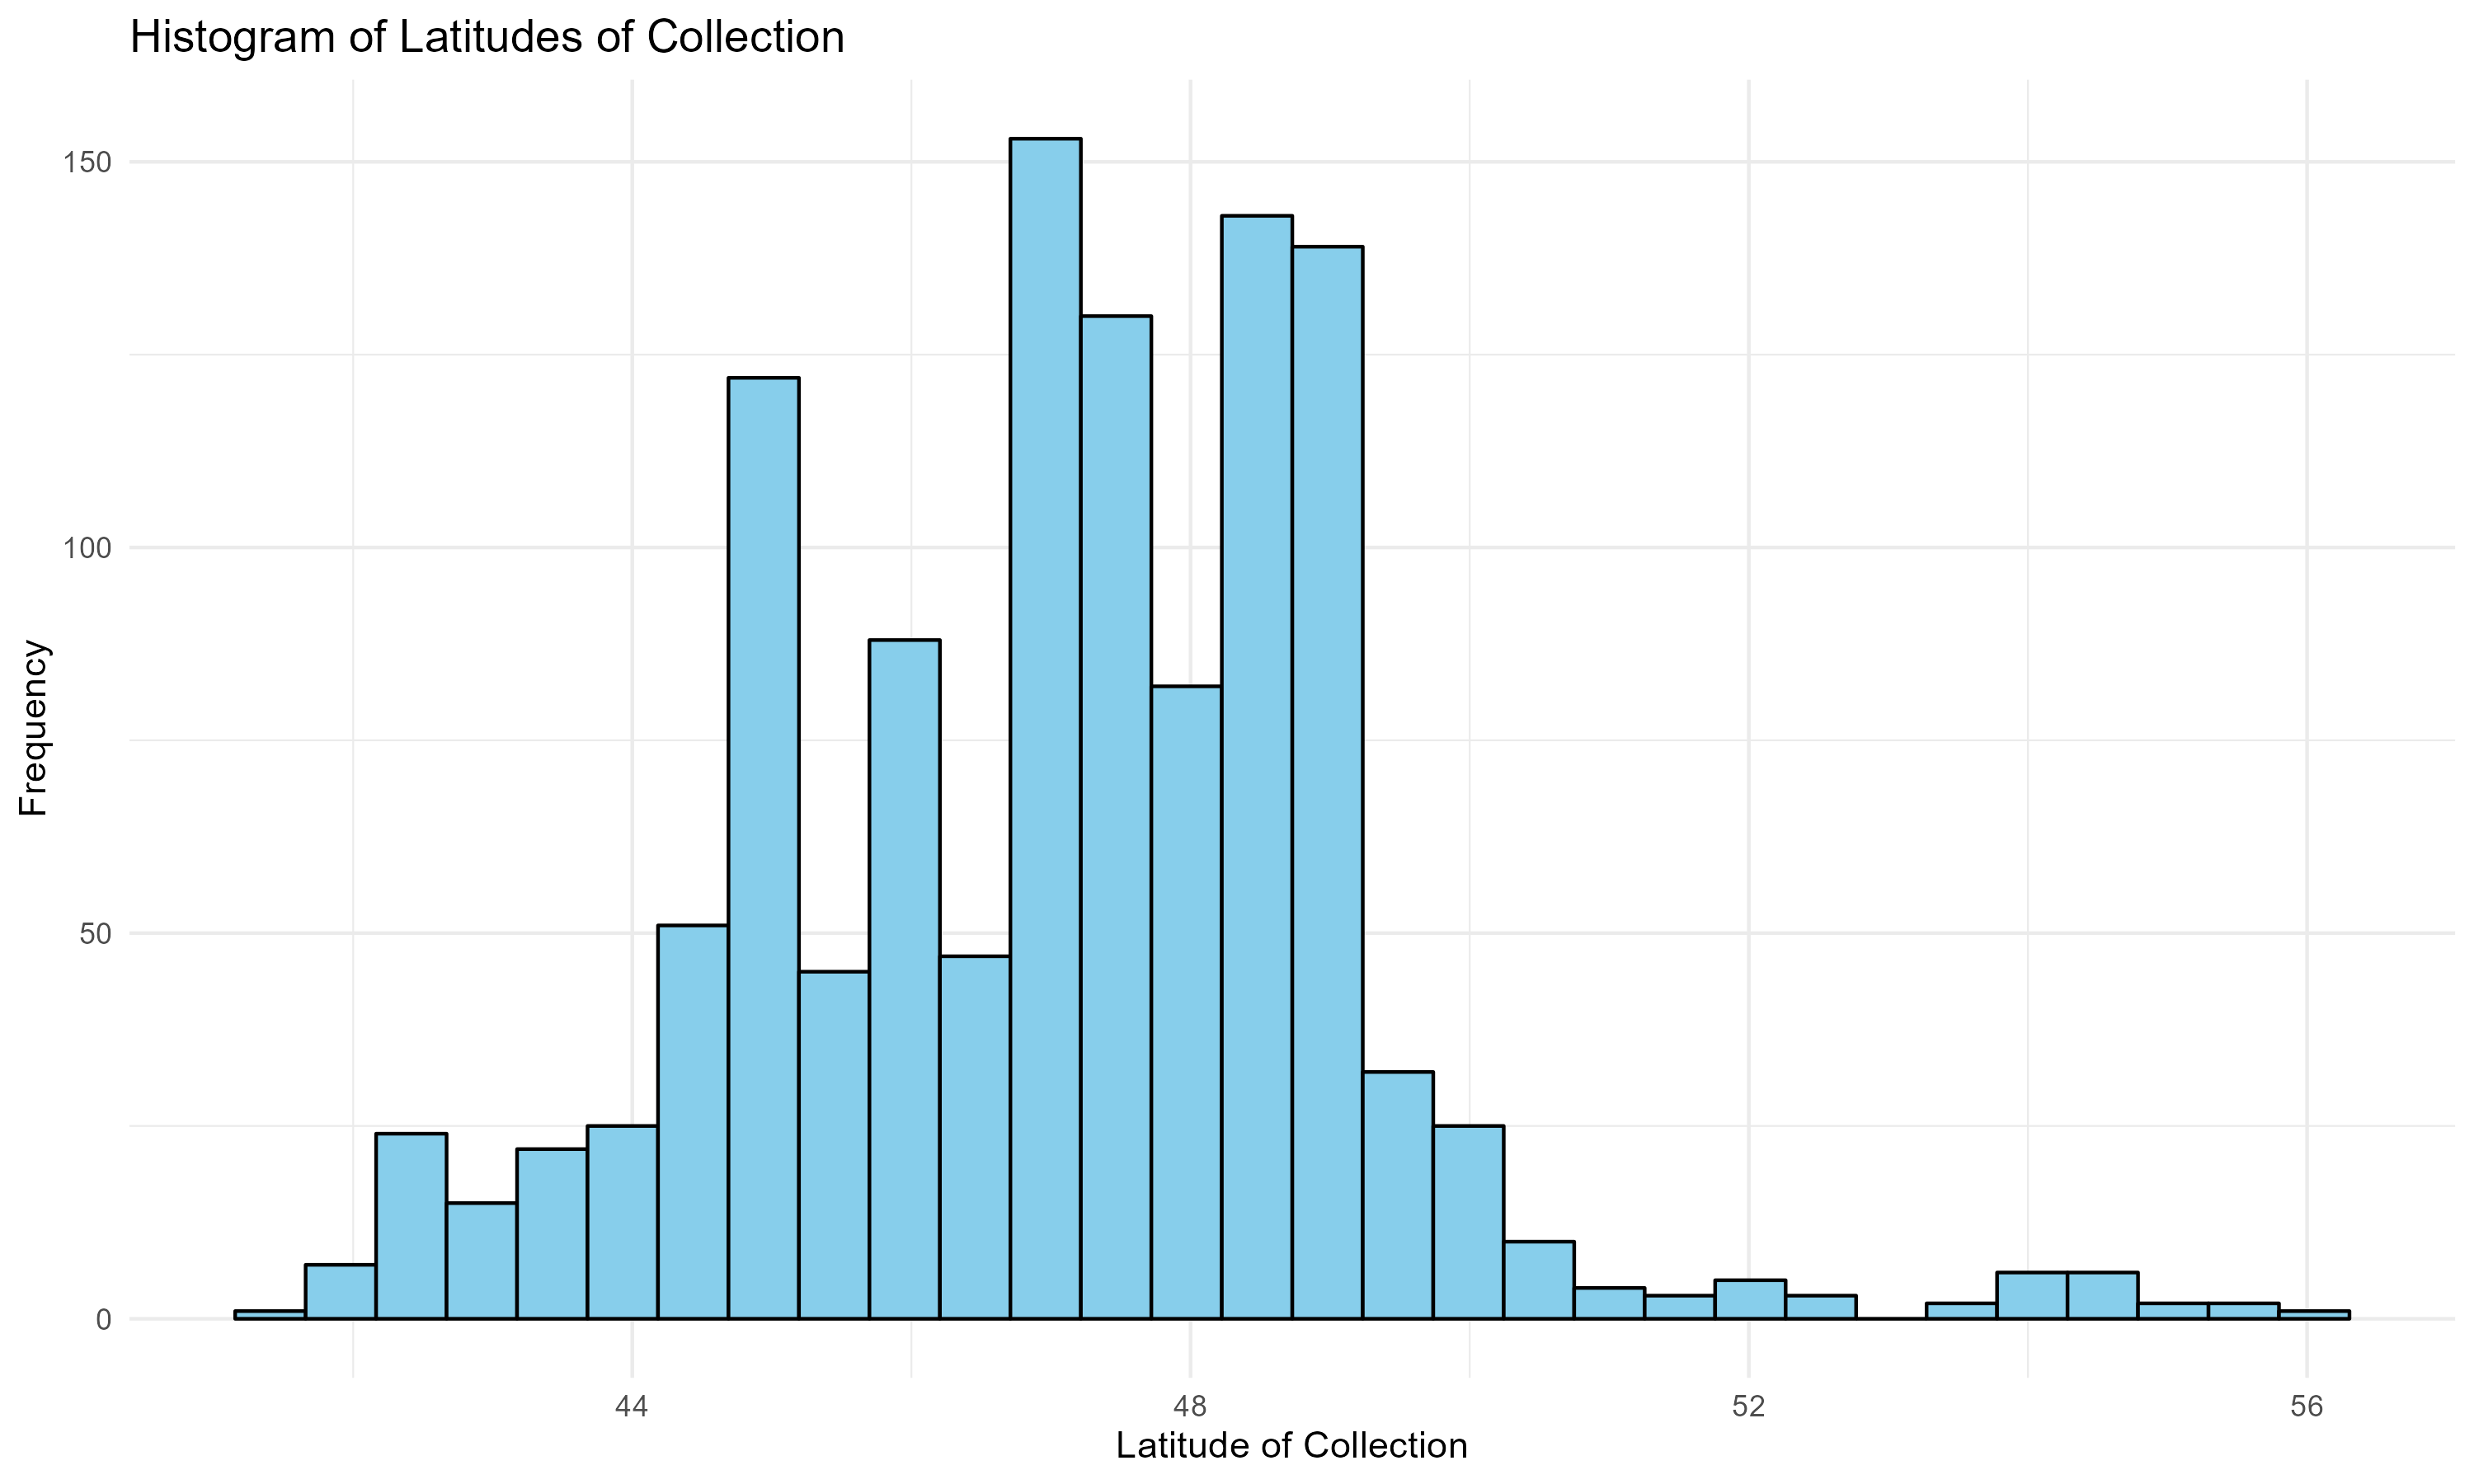 Histogram of Latitudes of Collection
150
100
50
0
Frequency
44 48 52 56
Latitude of Collection